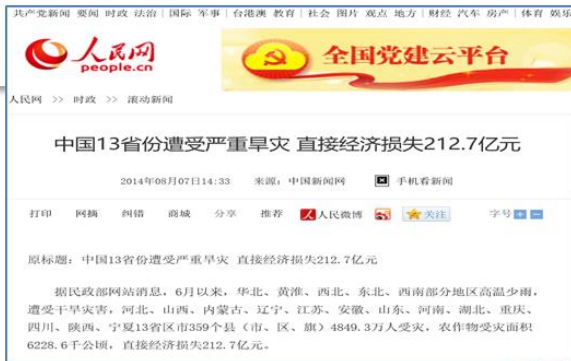 共产党新闻 要闻 时政 法治 | 国际 军事 | 台港澳 教育 | 社会 图片 观点 地方 | 财经 汽车 房产 | 体育 娱乐
人民网
people.cn
全国党建云平台
人民网 >> 时政 >> 滚动新闻
中国13省份遭受严重旱灾 直接经济损失212.7亿元
2014年08月07日14:33 来源：中国新闻网 手机看新闻
打印 网摘 纠错 商城 分享 推荐 人民微博 关注 字号
原标题：中国13省份遭受严重旱灾 直接经济损失212.7亿元
据民政部网站消息，6月以来，华北、黄淮、西北、东北、西南部分地区高温少雨，
遭受干旱灾害，河北、山西、内蒙古、辽宁、江苏、安徽、山东、河南、湖北、重庆、
四川、陕西、宁夏13省区市359个县（市、区、旗）4849.3万人受灾，农作物受灾面积
6228.6千公顷，直接经济损失212.7亿元。